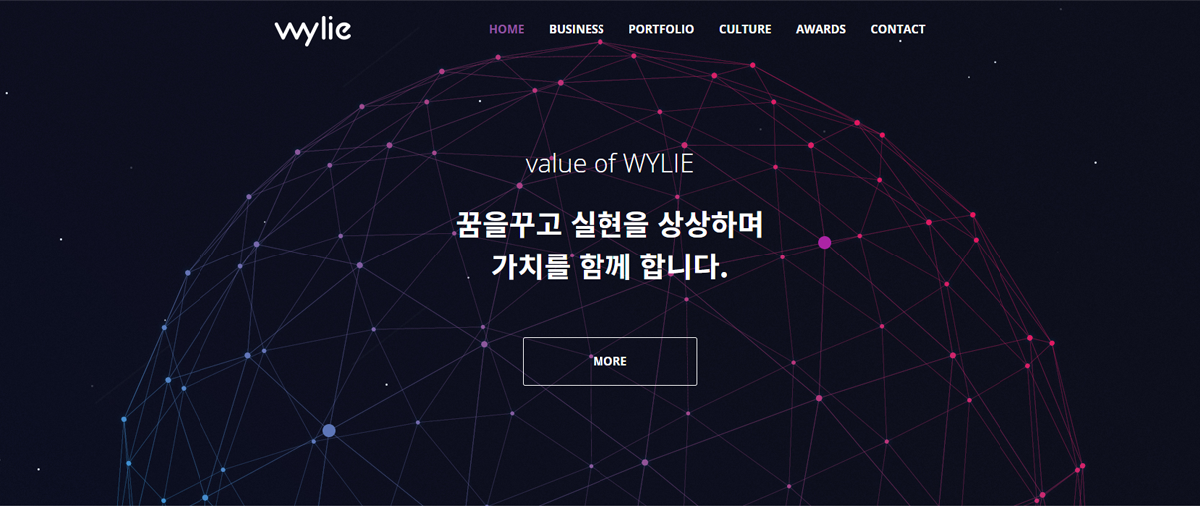 wylie
HOME BUSINESS PORTFOLIO CULTURE AWARDS CONTACT
value of WYLIE
꿈을꾸고 실현을 상상하며
가치를 함께 합니다.
MORE